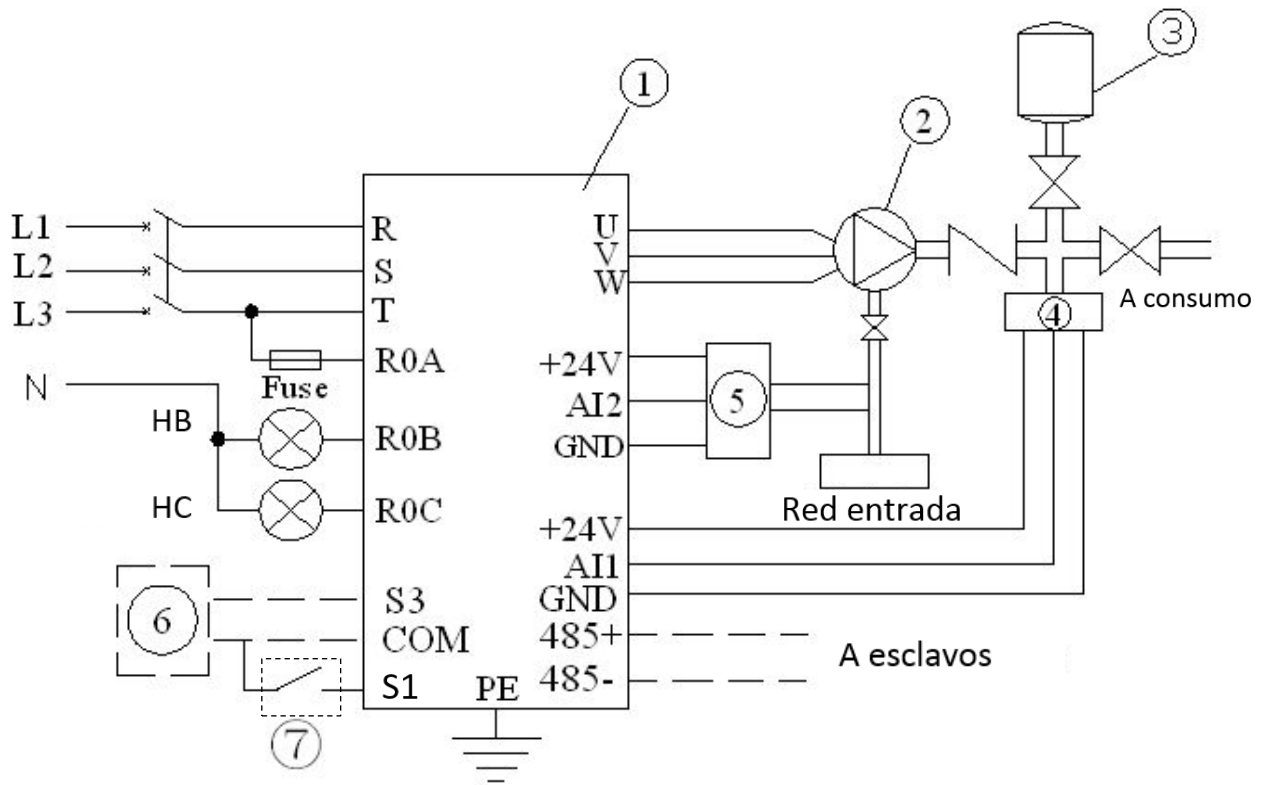 ③
①
②
L1
R
U
L2
S
V
L3
T
W
A consumo
④
R0A
+24V
Fuse
N
⑤
AI2
HB
R0B
GND
HC
R0C
Red entrada
+24V
AI1
⑥
S3
GND
COM
485+
A esclavos
S1
PE
485-
⑦